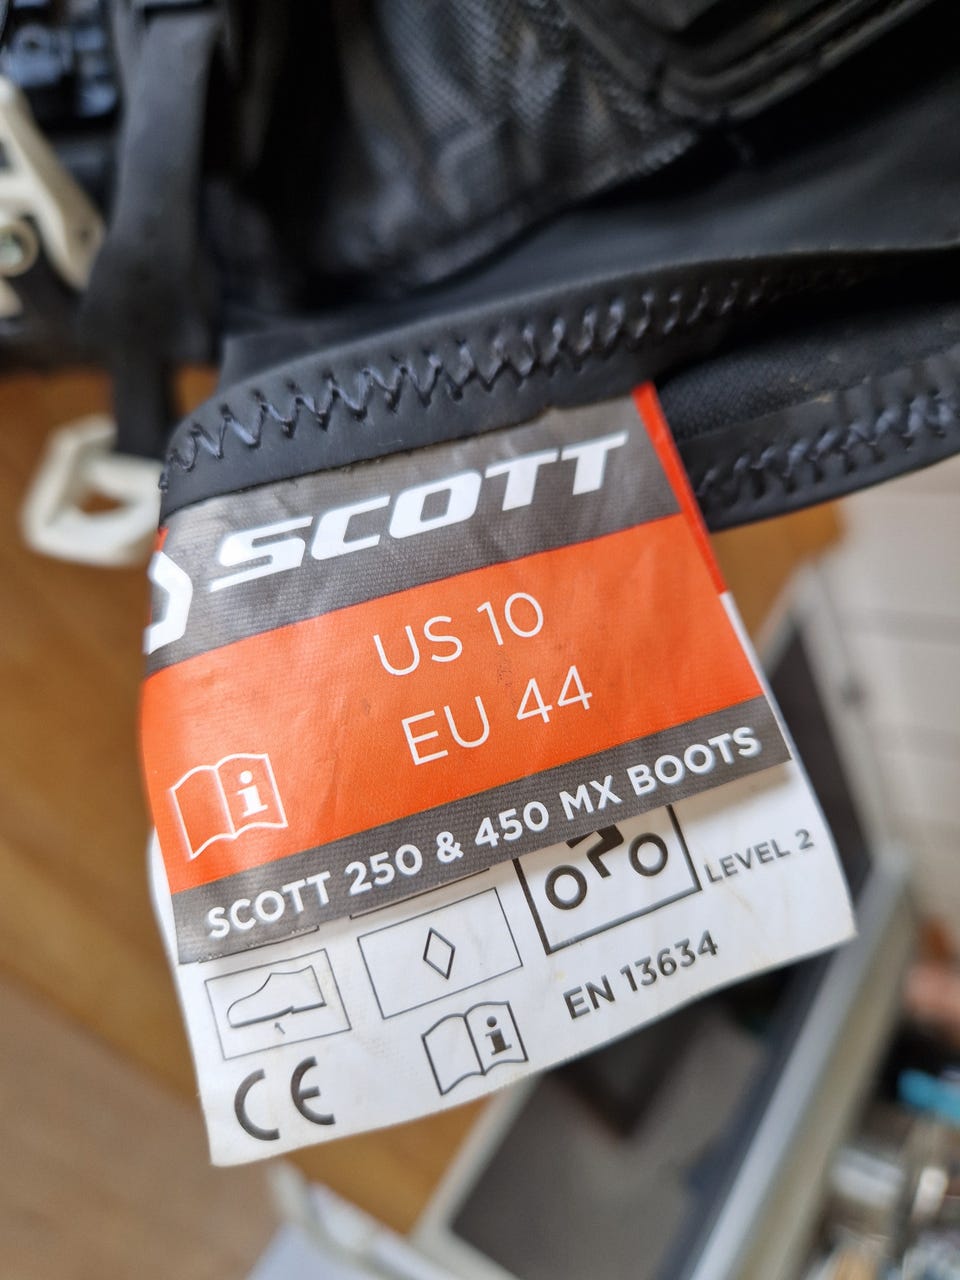 SCOTT
US 10
EU 44
i
SCOTT 250 & 450 MX BOOTS
LEVEL 2
EN 13634
i
CE